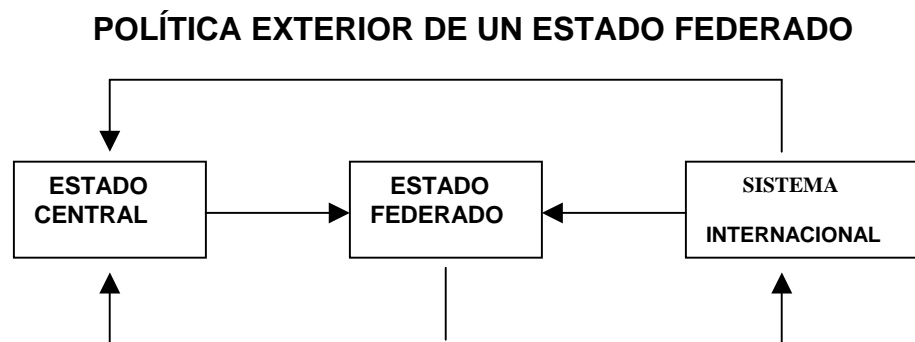 POLÍTICA EXTERIOR DE UN ESTADO FEDERADO
ESTADO
CENTRAL
ESTADO
FEDERADO
SISTEMA
INTERNACIONAL